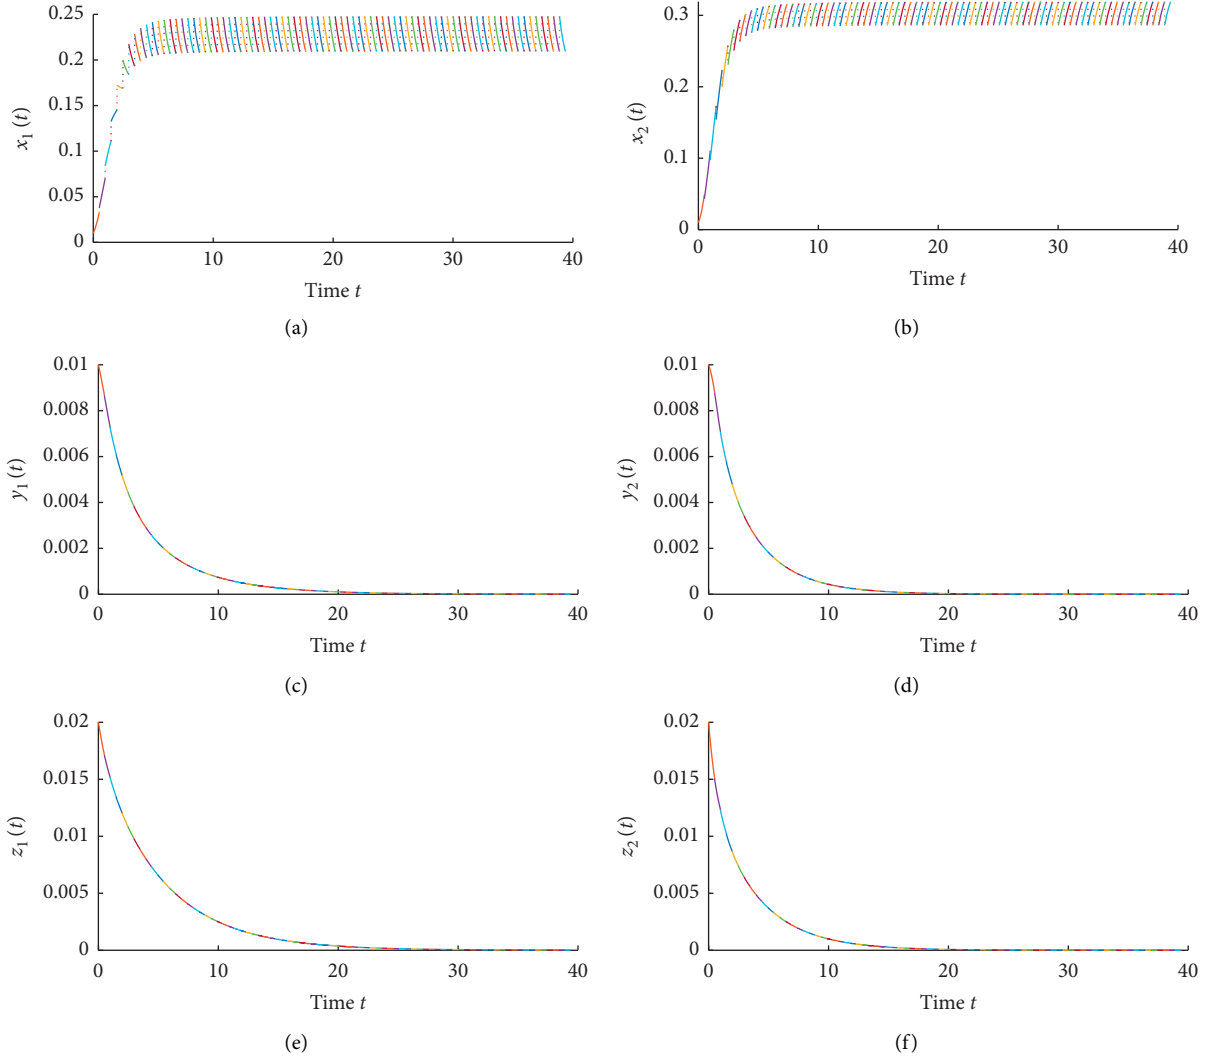 0.25
0.2
0.15
0.1
0.05
0
x1 (t)
0 10 20 30 40
Time t
(a)
0.3
0.2
0.1
0
x2 (t)
0 10 20 30 40
Time t
(b)
0.01
0.008
0.006
0.004
0.002
0
y1 (t)
0 10 20 30 40
Time t
(c)
0.01
0.008
0.006
0.004
0.002
0
y2 (t)
0 10 20 30 40
Time t
(d)
0.02
0.015
0.01
0.005
0
z1 (t)
0 10 20 30 40
Time t
(e)
0.02
0.015
0.01
0.005
0
z2 (t)
0 10 20 30 40
Time t
(f)